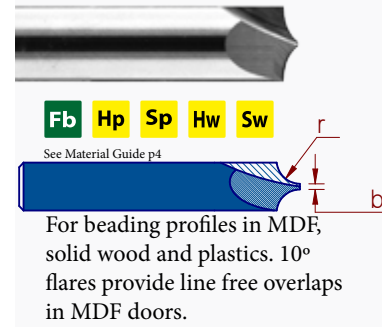 Fb Hp Sp Hw Sw
r
See Material Guide p4
b
For beading profiles in MDF,
solid wood and plastics. 10º
flares provide line free overlaps
in MDF doors.